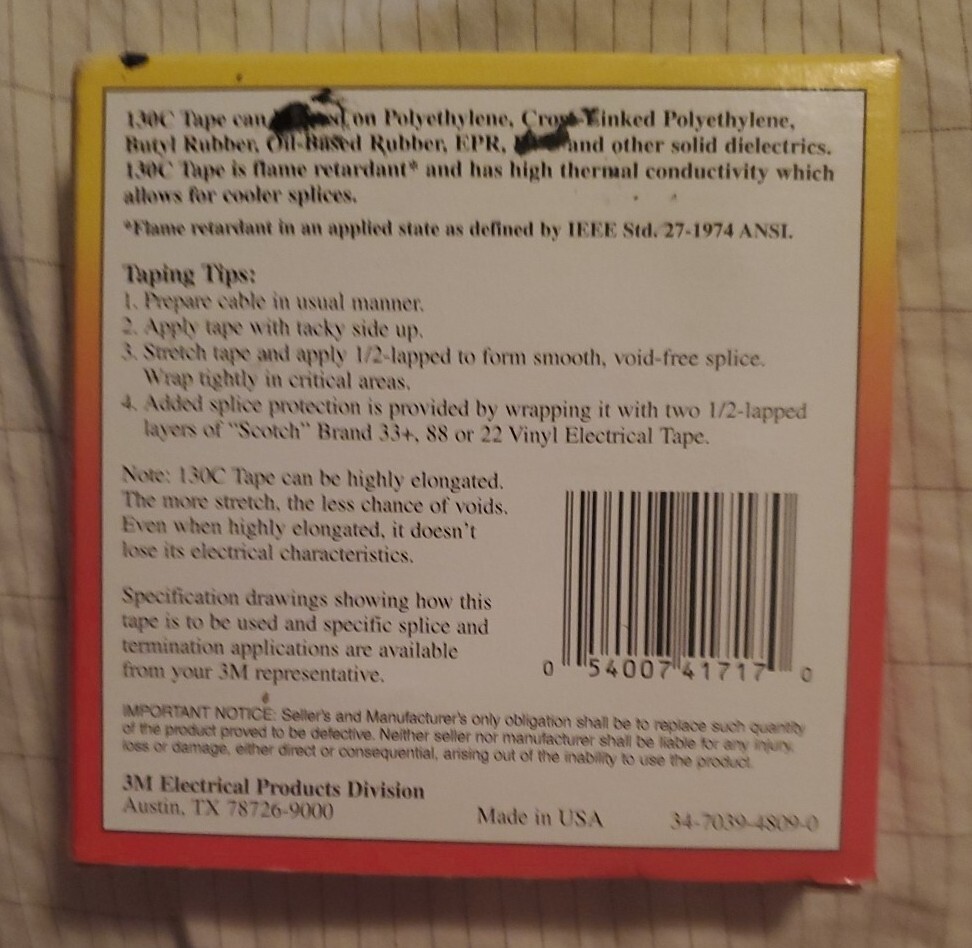 130C Tape can on Polyethylene, Cross-Linked Polyethylene,
Butyl Rubber, Oil-Based Rubber, EPR, and other solid dielectrics.
130C Tape is flame retardant* and has high thermal conductivity which
allows for cooler splices.
*Flame retardant in an applied state as defined by IEEE Std. 27-1974 ANSI.
Taping Tips:
1. Prepare cable in usual manner.
2. Apply tape with tacky side up.
3. Stretch tape and apply 1/2-lapped to form smooth, void-free splice.
Wrap tightly in critical areas.
4. Added splice protection is provided by wrapping it with two 1/2-lapped
layers of "Scotch" Brand 33+, 88 or 22 Vinyl Electrical Tape.
Note: 130C Tape can be highly elongated.
The more stretch, the less chance of voids.
Even when highly elongated, it doesn't
lose its electrical characteristics.
Specification drawings showing how this
tape is to be used and specific splice and
termination applications are available
from your 3M representative.
0 54007 41717 0
IMPORTANT NOTICE: Seller's and Manufacturer's only obligation shall be to replace such quantity
of the product proved to be defective. Neither seller nor manufacturer shall be liable for any injury,
loss or damage, either direct or consequential, arising out of the inability to use the product.
3M Electrical Products Division
Austin, TX 78726-9000
Made in USA
34-7039-4809-0